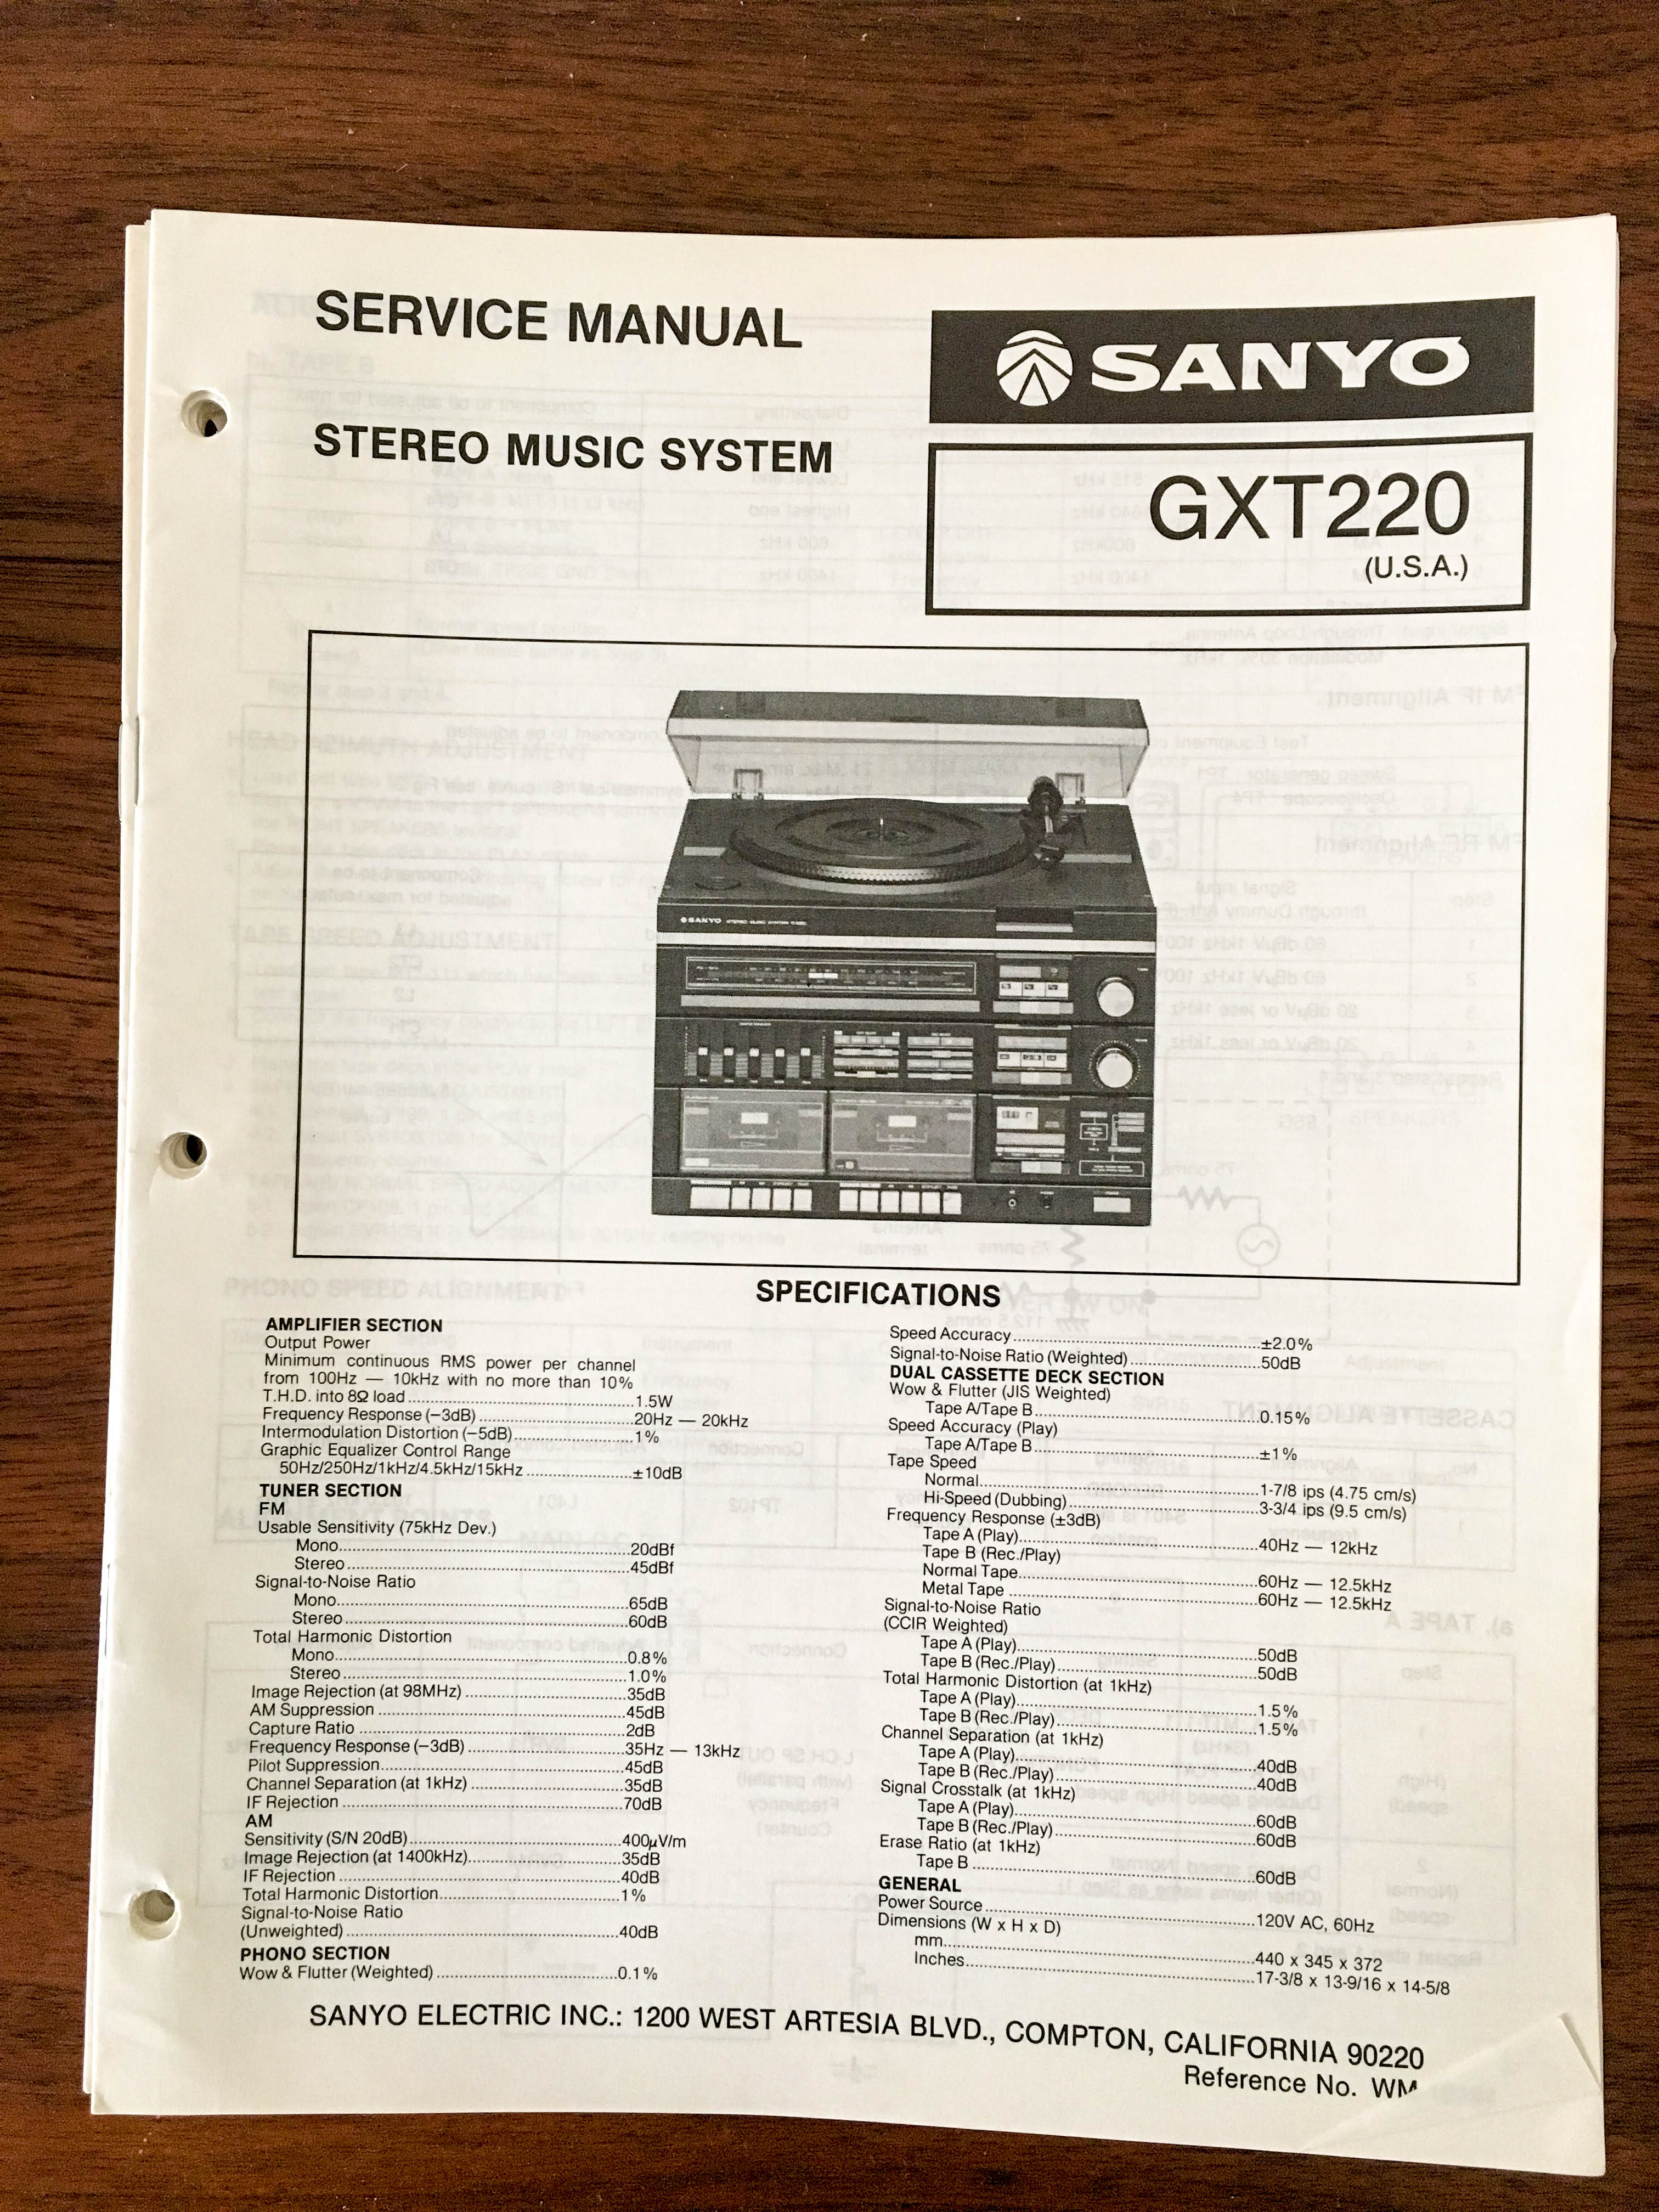 SERVICE MANUAL
SANYO
STEREO MUSIC SYSTEM
GXT220
(U.S.A.)
SANYO
SPECIFICATIONS
AMPLIFIER SECTION
Output Power
Minimum continuous RMS power per channel
from 100Hz — 10kHz with no more than 10%
T.H.D. into 8Ω load ..... 1.5W
Frequency Response (−3dB) ..... 20Hz — 20kHz
Intermodulation Distortion (−5dB) ..... 1%
Graphic Equalizer Control Range
50Hz/250Hz/1kHz/4.5kHz/15kHz ..... ±10dB
TUNER SECTION
FM
Usable Sensitivity (75kHz Dev.)
Mono ..... 20dBf
Stereo ..... 45dBf
Signal-to-Noise Ratio
Mono ..... 65dB
Stereo ..... 60dB
Total Harmonic Distortion
Mono ..... 0.8%
Stereo ..... 1.0%
Image Rejection (at 98MHz) ..... 35dB
AM Suppression ..... 45dB
Capture Ratio ..... 2dB
Frequency Response (−3dB) ..... 35Hz — 13kHz
Pilot Suppression ..... 45dB
Channel Separation (at 1kHz) ..... 35dB
IF Rejection ..... 70dB
AM
Sensitivity (S/N 20dB) ..... 400μV/m
Image Rejection (at 1400kHz) ..... 35dB
IF Rejection ..... 40dB
Total Harmonic Distortion ..... 1%
Signal-to-Noise Ratio
(Unweighted) ..... 40dB
PHONO SECTION
Wow & Flutter (Weighted) ..... 0.1%
Speed Accuracy ..... ±2.0%
Signal-to-Noise Ratio (Weighted) ..... 50dB
DUAL CASSETTE DECK SECTION
Wow & Flutter (JIS Weighted)
Tape A/Tape B ..... 0.15%
Speed Accuracy (Play)
Tape A/Tape B ..... ±1%
Tape Speed
Normal ..... 1-7/8 ips (4.75 cm/s)
Hi-Speed (Dubbing) ..... 3-3/4 ips (9.5 cm/s)
Frequency Response (±3dB)
Tape A (Play) ..... 40Hz — 12kHz
Tape B (Rec./Play)
Normal Tape ..... 60Hz — 12.5kHz
Metal Tape ..... 60Hz — 12.5kHz
Signal-to-Noise Ratio
(CCIR Weighted)
Tape A (Play) ..... 50dB
Tape B (Rec./Play) ..... 50dB
Total Harmonic Distortion (at 1kHz)
Tape A (Play) ..... 1.5%
Tape B (Rec./Play) ..... 1.5%
Channel Separation (at 1kHz)
Tape A (Play) ..... 40dB
Tape B (Rec./Play) ..... 40dB
Signal Crosstalk (at 1kHz)
Tape A (Play) ..... 60dB
Tape B (Rec./Play) ..... 60dB
Erase Ratio (at 1kHz)
Tape B ..... 60dB
GENERAL
Power Source ..... 120V AC, 60Hz
Dimensions (W x H x D)
mm ..... 440 x 345 x 372
Inches ..... 17-3/8 x 13-9/16 x 14-5/8
SANYO ELECTRIC INC.: 1200 WEST ARTESIA BLVD., COMPTON, CALIFORNIA 90220
Reference No. WM